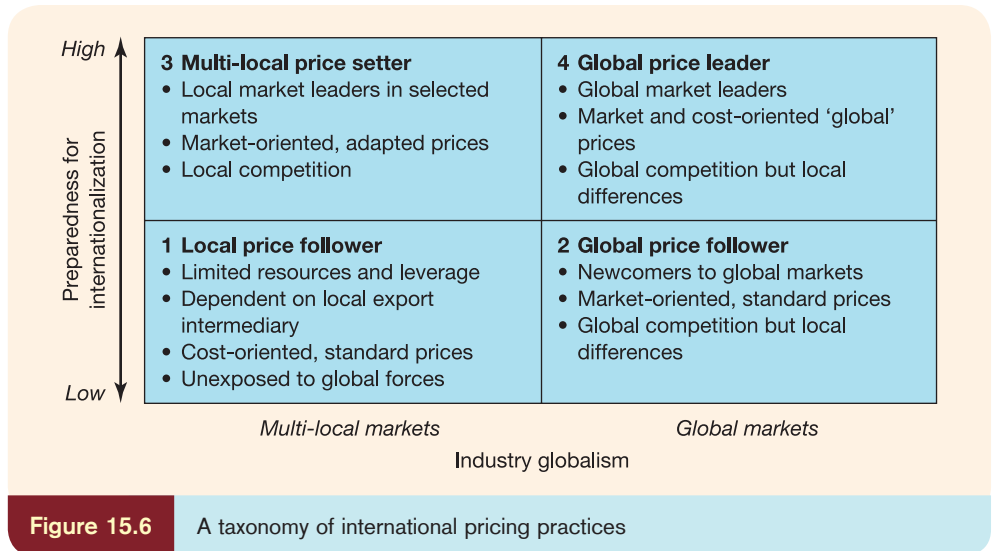 High
Preparedness for
internationalization
Low
3 Multi-local price setter
• Local market leaders in selected
markets
• Market-oriented, adapted prices
• Local competition
4 Global price leader
• Global market leaders
• Market and cost-oriented ‘global’
prices
• Global competition but local
differences
1 Local price follower
• Limited resources and leverage
• Dependent on local export
intermediary
• Cost-oriented, standard prices
• Unexposed to global forces
2 Global price follower
• Newcomers to global markets
• Market-oriented, standard prices
• Global competition but local
differences
Multi-local markets
Global markets
Industry globalism
Figure 15.6
A taxonomy of international pricing practices